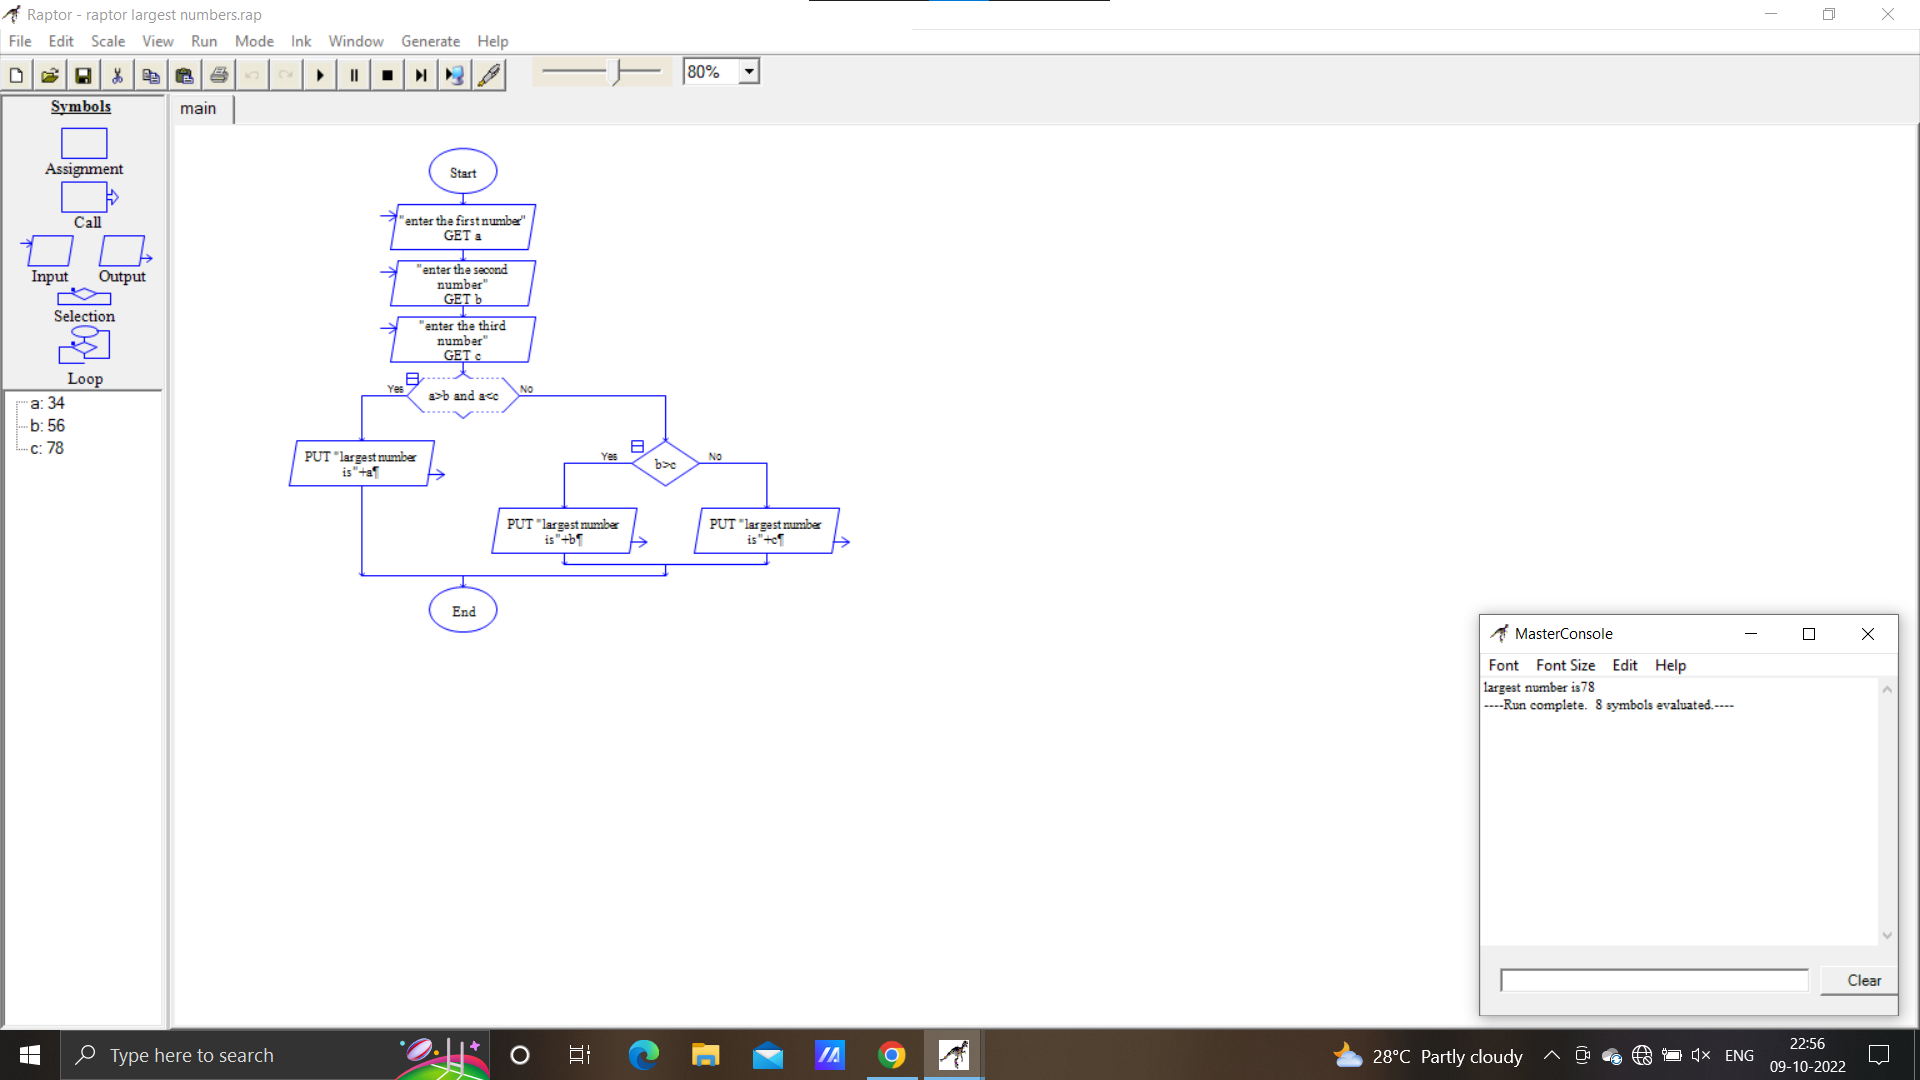 Raptor - raptor largest numbers.rap
File Edit Scale View Run Mode Ink Window Generate Help
80%
Symbols
main
Assignment
Call
Input Output
Selection
Loop
a: 34
b: 56
c: 78
Start
"enter the first number"
GET a
"enter the second
number"
GET b
"enter the third
number"
GET c
Yes
a>b and a<c
No
PUT "largest number
is"+a¶
Yes
b>c
No
PUT "largest number
is"+b¶
PUT "largest number
is"+c¶
End
MasterConsole
Font Font Size Edit Help
largest number is78
----Run complete.  8 symbols evaluated.----
Clear
Type here to search
28°C Partly cloudy
ENG
22:56
09-10-2022